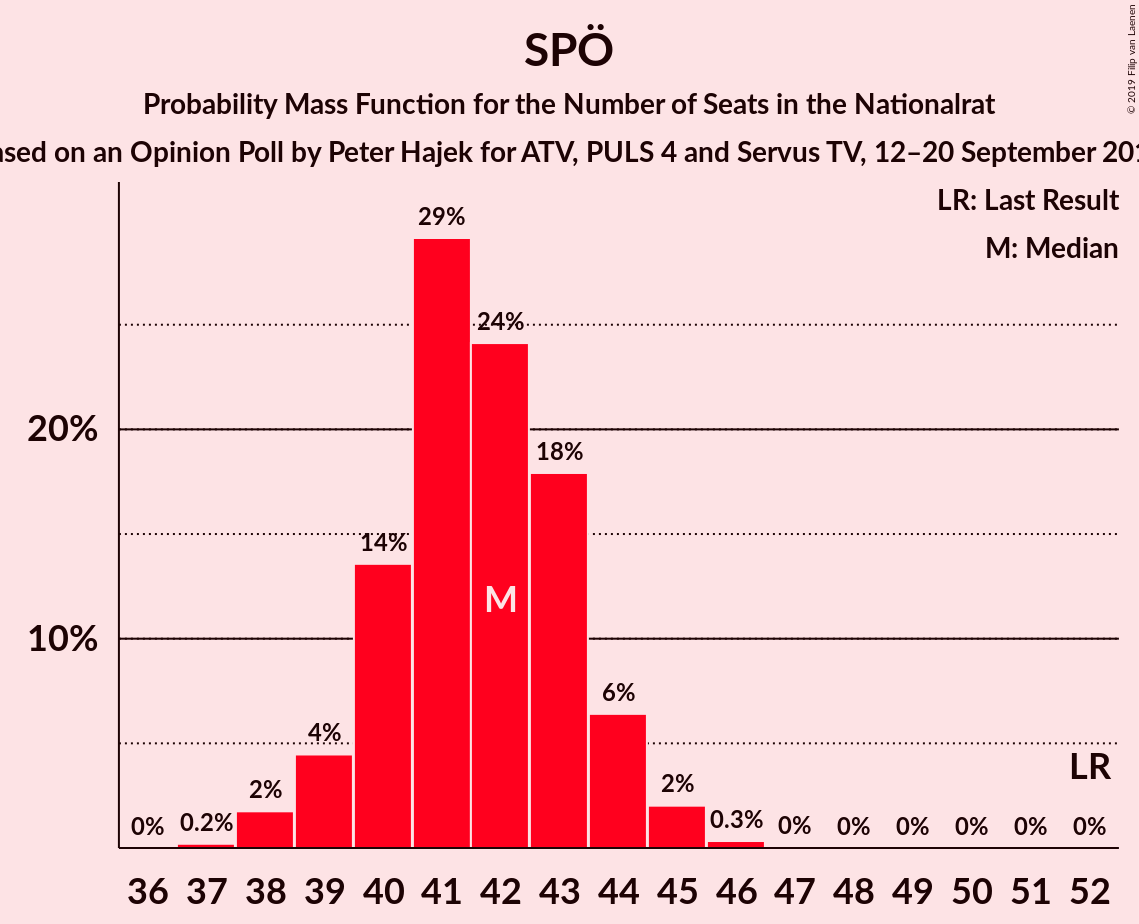 SPÖ
Probability Mass Function for the Number of Seats in the Nationalrat
on an Opinion Poll by Peter Hajek for ATV, PULS 4 and Servus TV, 12–20 September
© 2019 Filip van Laenen
LR: Last Result
M: Median
29%
24%
20%
18%
14%
M
10%
6%
4%
LR
2%
2%
0% 0.2% 0.3% 0% 0% 0% 0% 0% 0%
36 37 38 39 40 41 42 43 44 45 46 47 48 49 50 51 52